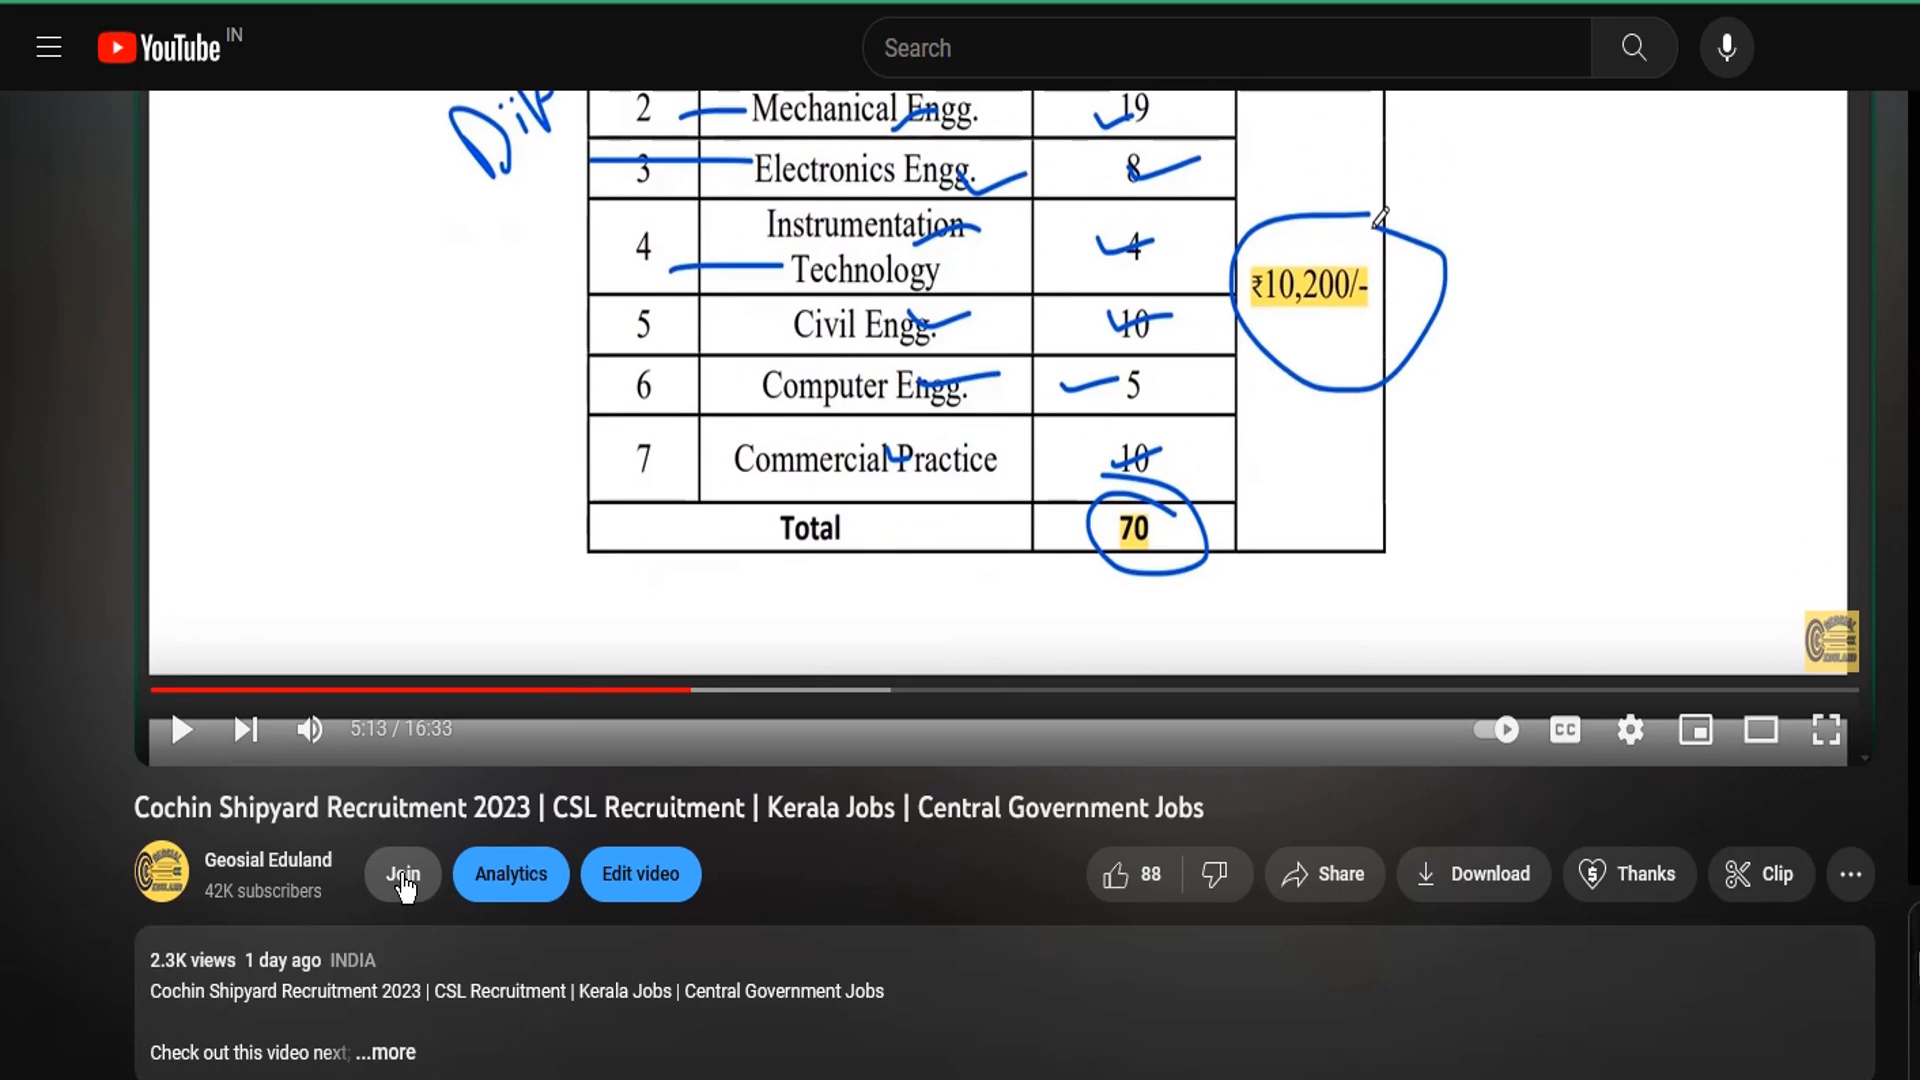 YouTube IN
Search
2 Mechanical Engg. 19
3 Electronics Engg. 8
4 Instrumentation Technology 4
₹10,200/-
5 Civil Engg. 10
6 Computer Engg. 5
7 Commercial Practice 10
Total 70
5:13 / 16:33
CC
Cochin Shipyard Recruitment 2023 | CSL Recruitment | Kerala Jobs | Central Government Jobs
Geosial Eduland
42K subscribers
Join Analytics Edit video 88 Share Download Thanks Clip
2.3K views 1 day ago INDIA
Cochin Shipyard Recruitment 2023 | CSL Recruitment | Kerala Jobs | Central Government Jobs
Check out this video next; ...more